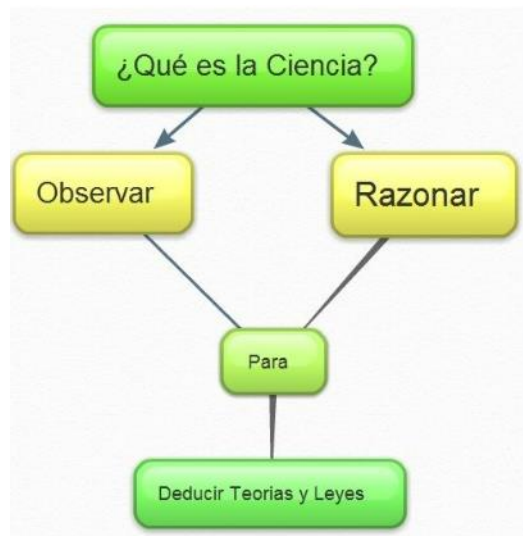 ¿Qué es la Ciencia?
Observar
Razonar
Para
Deducir Teorias y Leyes